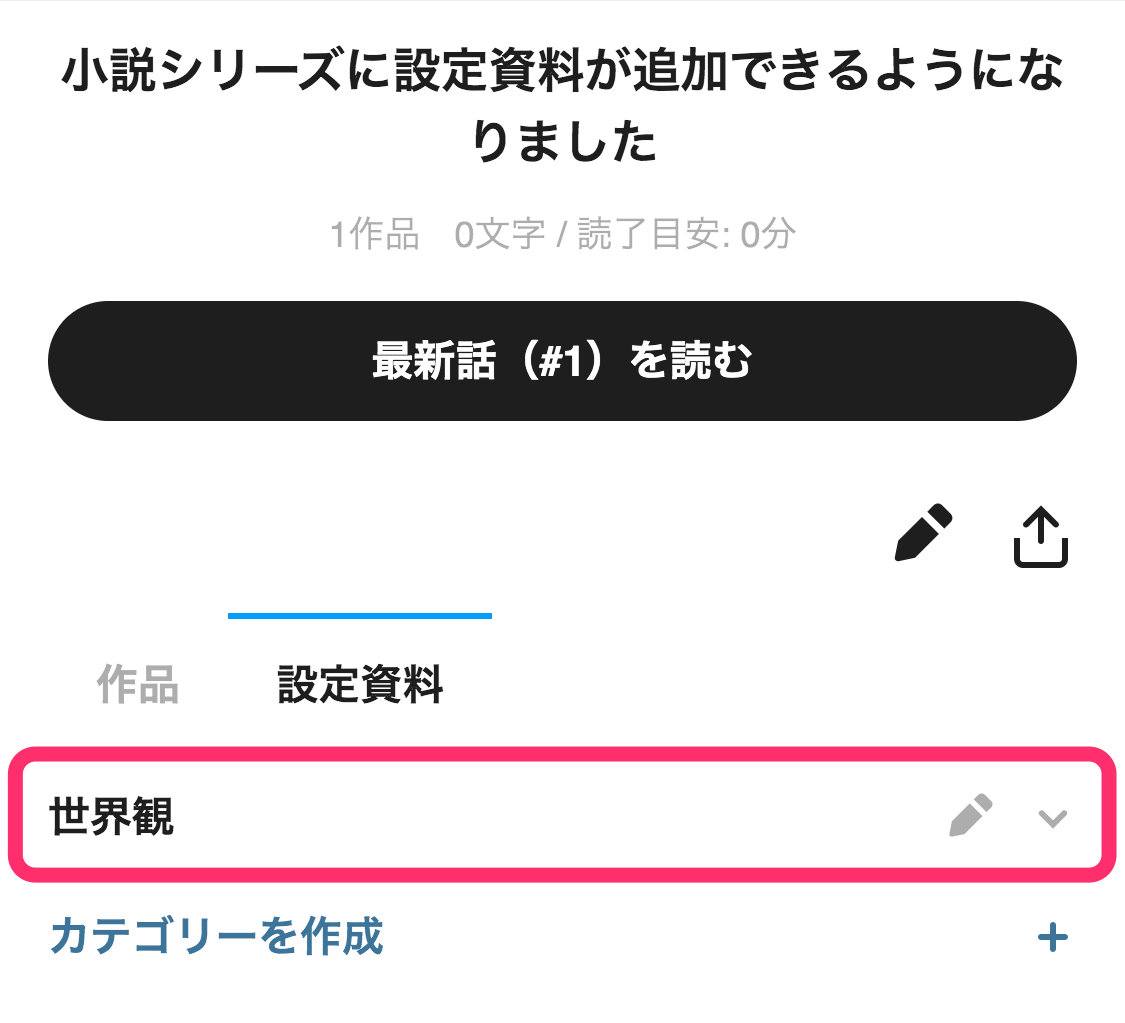 小説シリーズに設定資料が追加できるようにな
りました
1作品 0文字 / 読了目安: 0分
最新話（#1）を読む
作品 設定資料
世界観
カテゴリーを作成 +